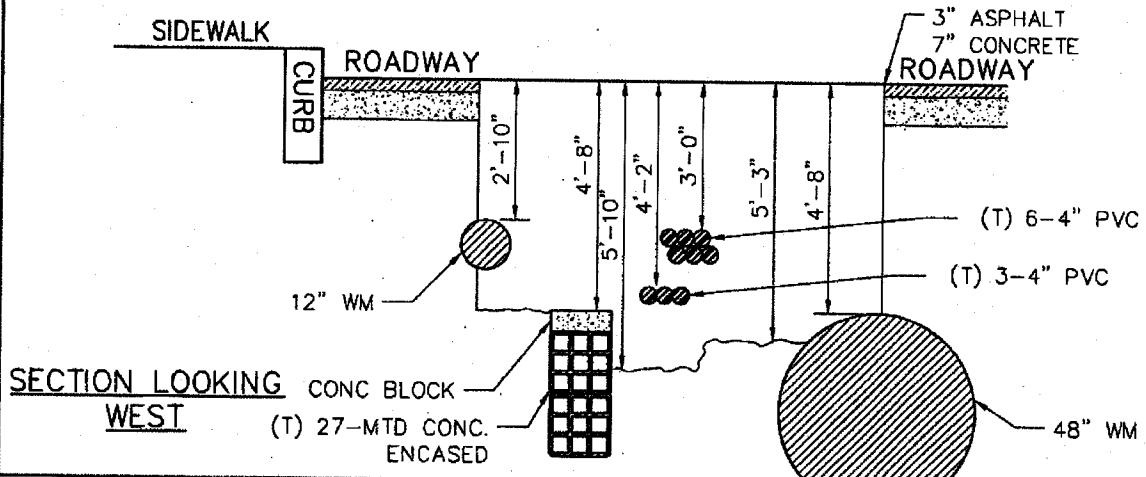 SIDEWALK
CURB
ROADWAY
3" ASPHALT
7" CONCRETE
ROADWAY
2'-10"
4'-8"
5'-10"
4'-2"
3'-0"
5'-3"
4'-8"
(T) 6-4" PVC
(T) 3-4" PVC
12" WM
SECTION LOOKING
WEST
CONC BLOCK
(T) 27-MTD CONC.
ENCASED
48" WM